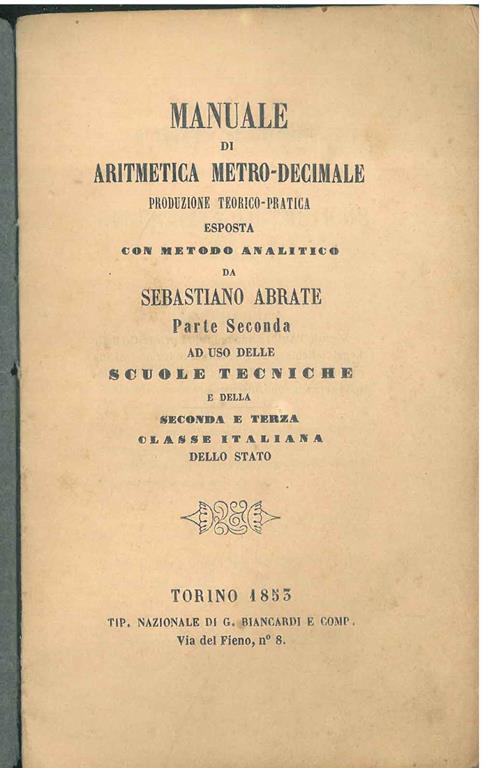 MANUALE
DI
ARITMETICA METRO-DECIMALE
PRODUZIONE TEORICO-PRATICA
ESPOSTA
CON METODO ANALITICO
DA
SEBASTIANO ABRATE
Parte Seconda
AD USO DELLE
SCUOLE TECNICHE
E DELLA
SECONDA E TERZA
CLASSE ITALIANA
DELLO STATO
TORINO 1853
TIP. NAZIONALE DI G. BIANCARDI E COMP.
Via del Fieno, nº 8.